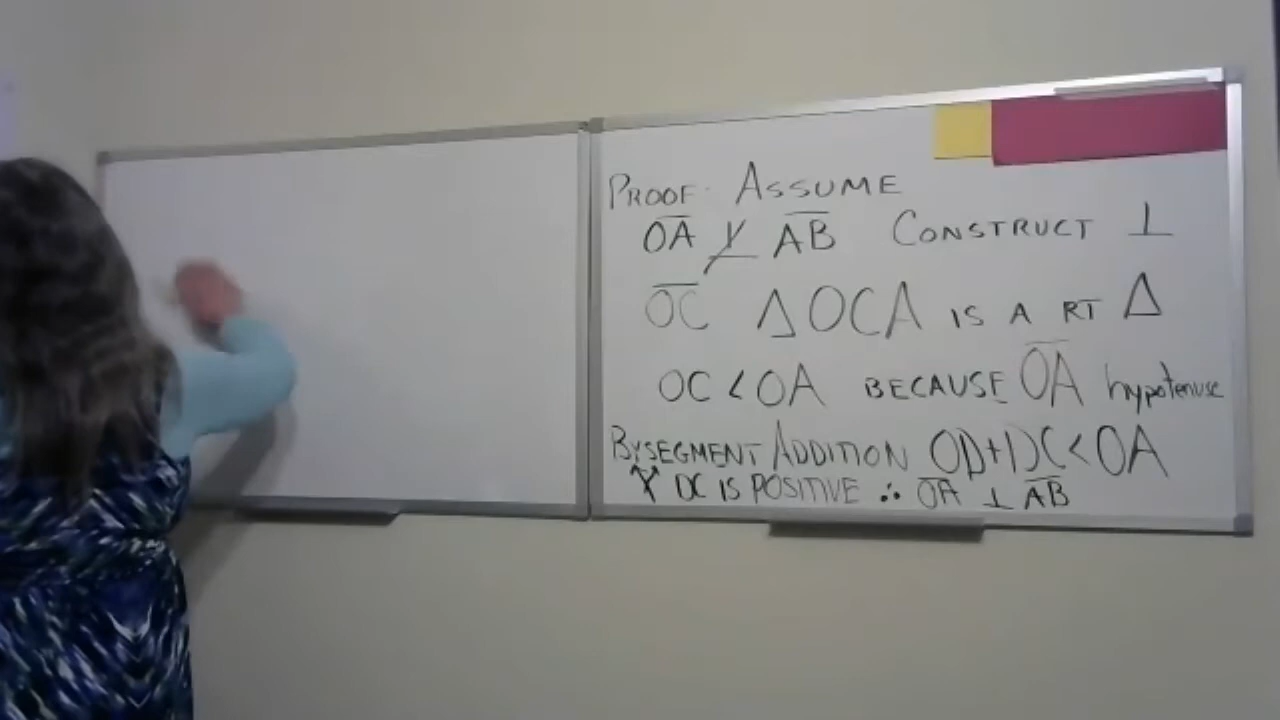 PROOF: ASSUME
OA ⊥̸ AB CONSTRUCT ⊥
OC △OCA IS A RT △
OC < OA BECAUSE OA hypotenuse
BY SEGMENT ADDITION OD+DC<OA
DC IS POSITIVE ∴ OA ⊥ AB